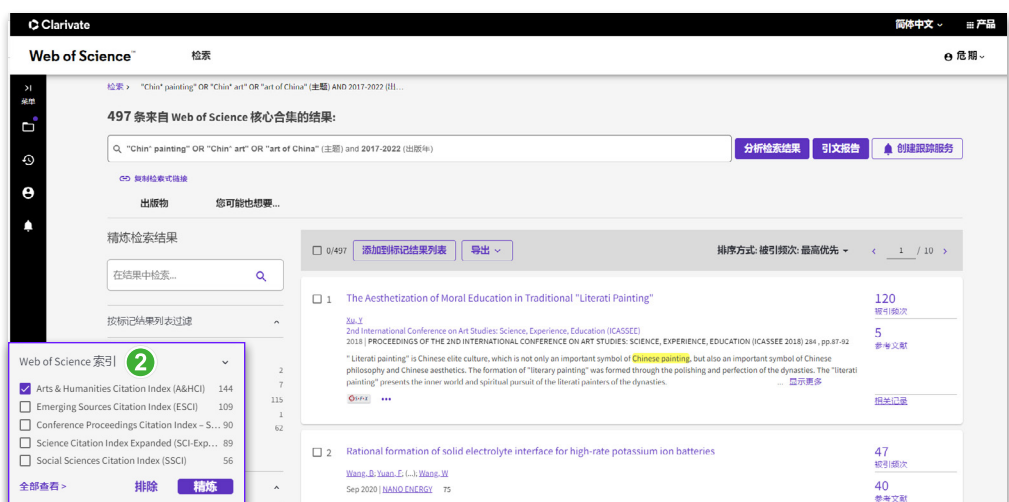 Clarivate
简体中文
产品
Web of Science™
检索
危期
菜单
检索 > "Chin* painting" OR "Chin* art" OR "art of China" (主题) AND 2017-2022 (出...
497 条来自 Web of Science 核心合集的结果:
"Chin* painting" OR "Chin* art" OR "art of China" (主题) and 2017-2022 (出版年)
分析检索结果
引文报告
创建跟踪服务
复制检索式链接
出版物
您可能也想要...
精炼检索结果
在结果中检索...
按标记结果列表过滤
Web of Science 索引
2
Arts & Humanities Citation Index (A&HCI) 144
Emerging Sources Citation Index (ESCI) 109
Conference Proceedings Citation Index – S... 90
Science Citation Index Expanded (SCI-Exp... 89
Social Sciences Citation Index (SSCI) 56
全部查看 >
排除
精炼
2
7
115
1
62
0/497
添加到标记结果列表
导出
排序方式: 被引频次: 最高优先
1 / 10
1
The Aesthetization of Moral Education in Traditional "Literati Painting"
Xu, Y
2nd International Conference on Art Studies: Science, Experience, Education (ICASSEE)
2018 | PROCEEDINGS OF THE 2ND INTERNATIONAL CONFERENCE ON ART STUDIES: SCIENCE, EXPERIENCE, EDUCATION (ICASSEE 2018) 284 , pp.87-92
" Literati painting" is Chinese elite culture, which is not only an important symbol of Chinese painting, but also an important symbol of Chinese
philosophy and Chinese aesthetics. The formation of "literary painting" was formed through the polishing and perfection of the dynasties. The "literati
painting" presents the inner world and spiritual pursuit of the literati painters of the dynasties.
... 显示更多
120
被引频次
5
参考文献
相关记录
2
Rational formation of solid electrolyte interface for high-rate potassium ion batteries
Wang, B; Yuan, F; (...); Wang, W
Sep 2020 | NANO ENERGY 75
47
被引频次
40
参考文献